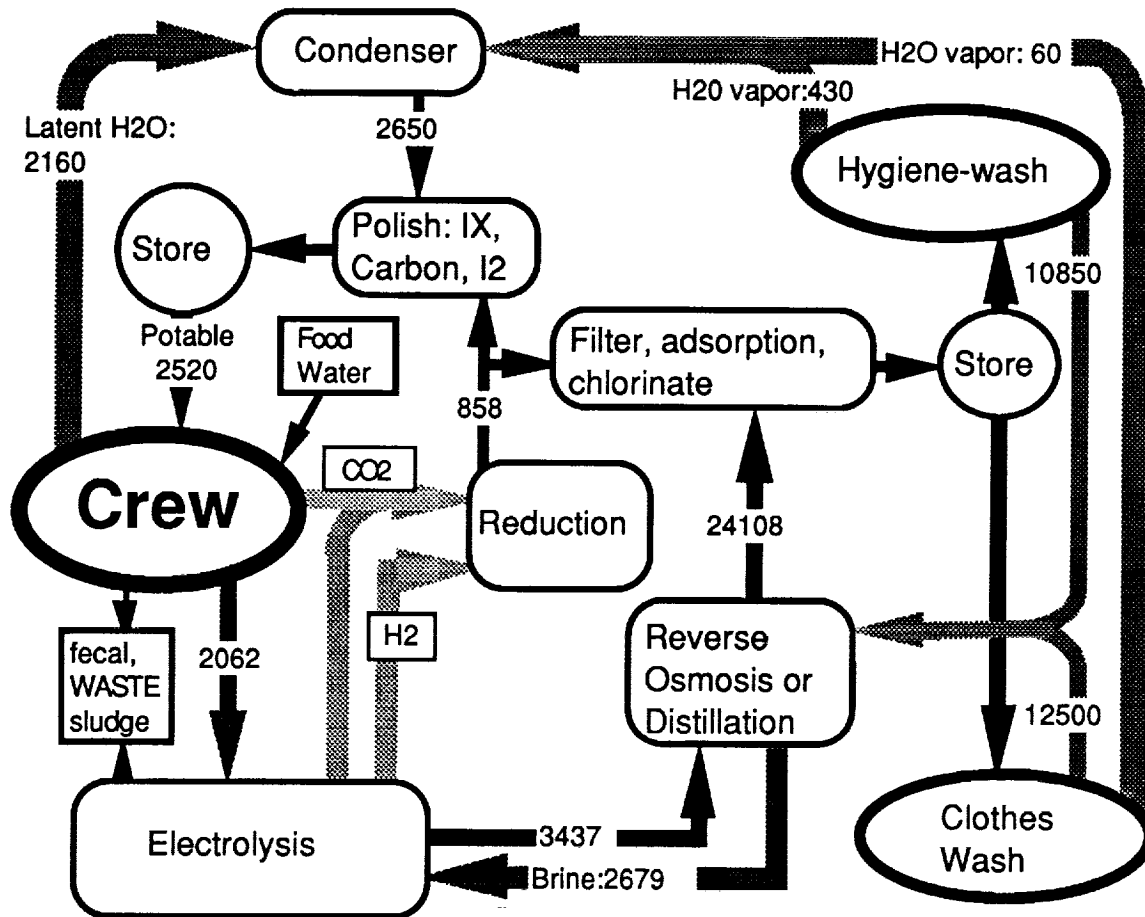 Condenser
H2O vapor: 60
H20 vapor:430
Latent H2O:
2160
2650
Hygiene-wash
Polish: IX,
Carbon, I2
Store
10850
Potable
2520
Food
Water
Filter, adsorption,
chlorinate
Store
858
CO2
Crew
Reduction
24108
H2
2062
fecal,
WASTE
sludge
Reverse
Osmosis or
Distillation
12500
Electrolysis
3437
Brine:2679
Clothes
Wash